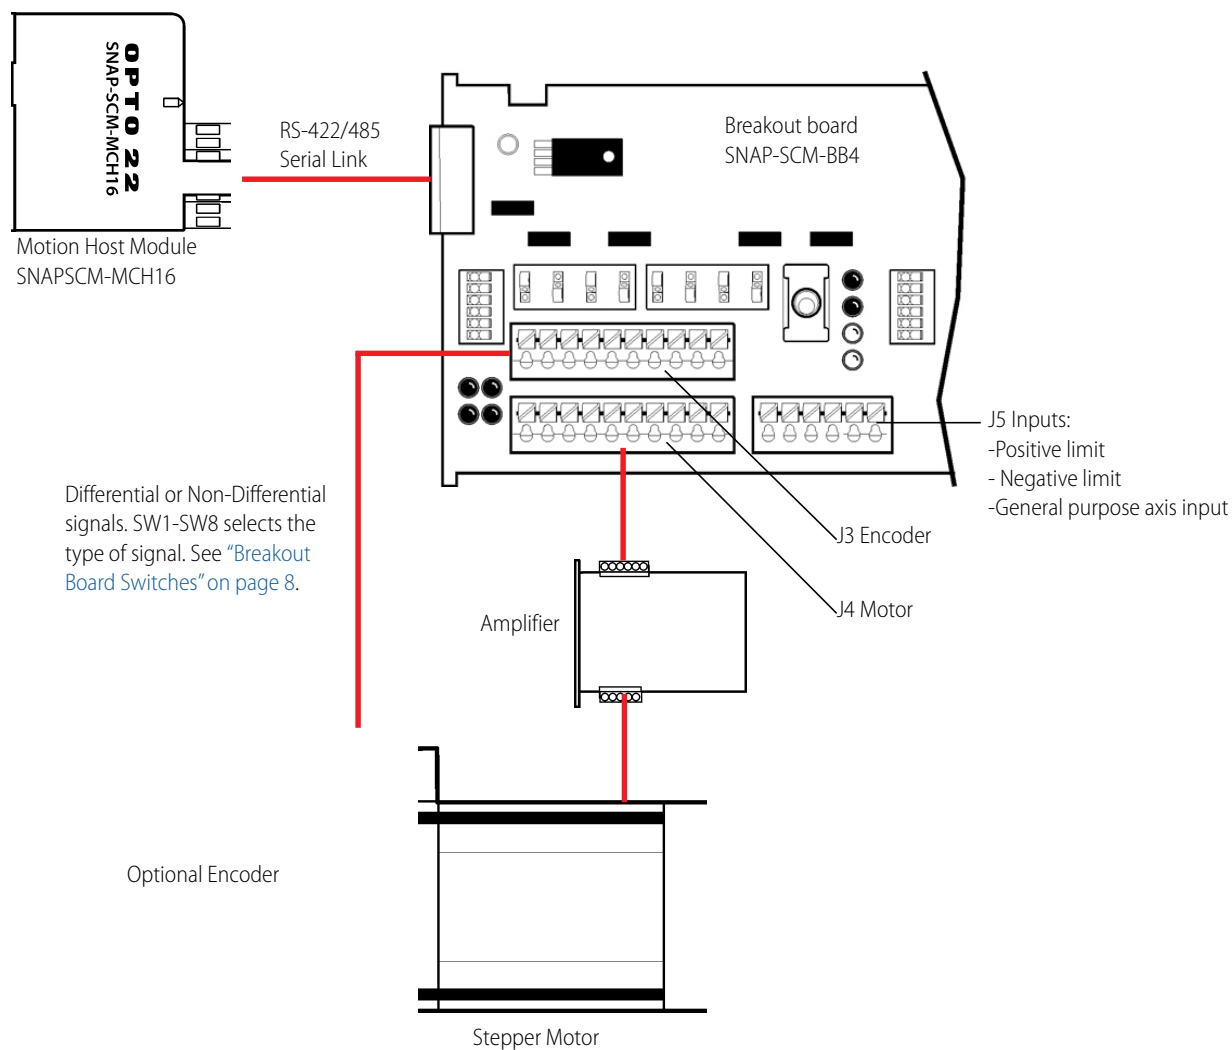 OPTO 22
SNAP-SCM-MCH16
RS-422/485
Serial Link
Breakout board
SNAP-SCM-BB4
Motion Host Module
SNAPSCM-MCH16
J5 Inputs:
-Positive limit
- Negative limit
-General purpose axis input
Differential or Non-Differential
signals. SW1-SW8 selects the
type of signal. See “Breakout
Board Switches” on page 8.
J3 Encoder
J4 Motor
Amplifier
Optional Encoder
Stepper Motor